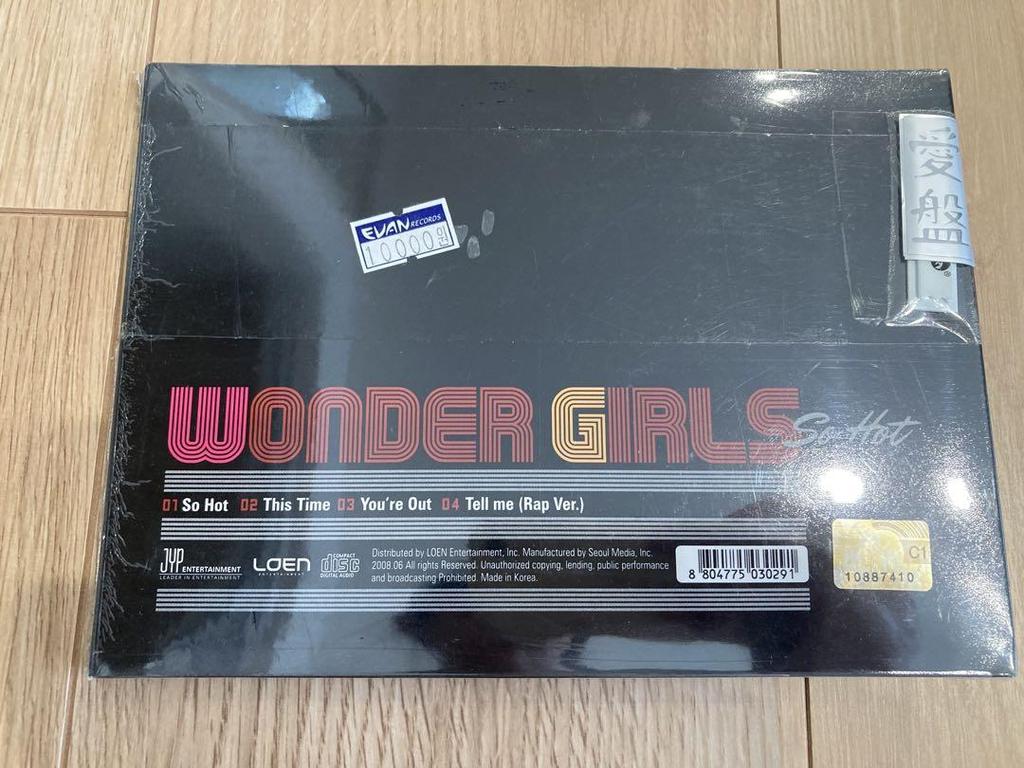 愛盤
EVAN RECORDS
10000원
WONDER GIRLS
So Hot
01 So Hot 02 This Time 03 You're Out 04 Tell me (Rap Ver.)
JYP ENTERTAINMENT
LEADER IN ENTERTAINMENT
LOEN
ENTERTAINMENT
COMPACT
disc
DIGITAL AUDIO
Distributed by LOEN Entertainment, Inc. Manufactured by Seoul Media, Inc.
2008.06 All rights Reserved. Unauthorized copying, lending, public performance
and broadcasting Prohibited. Made in Korea.
8 804775 030291
C1
10887410